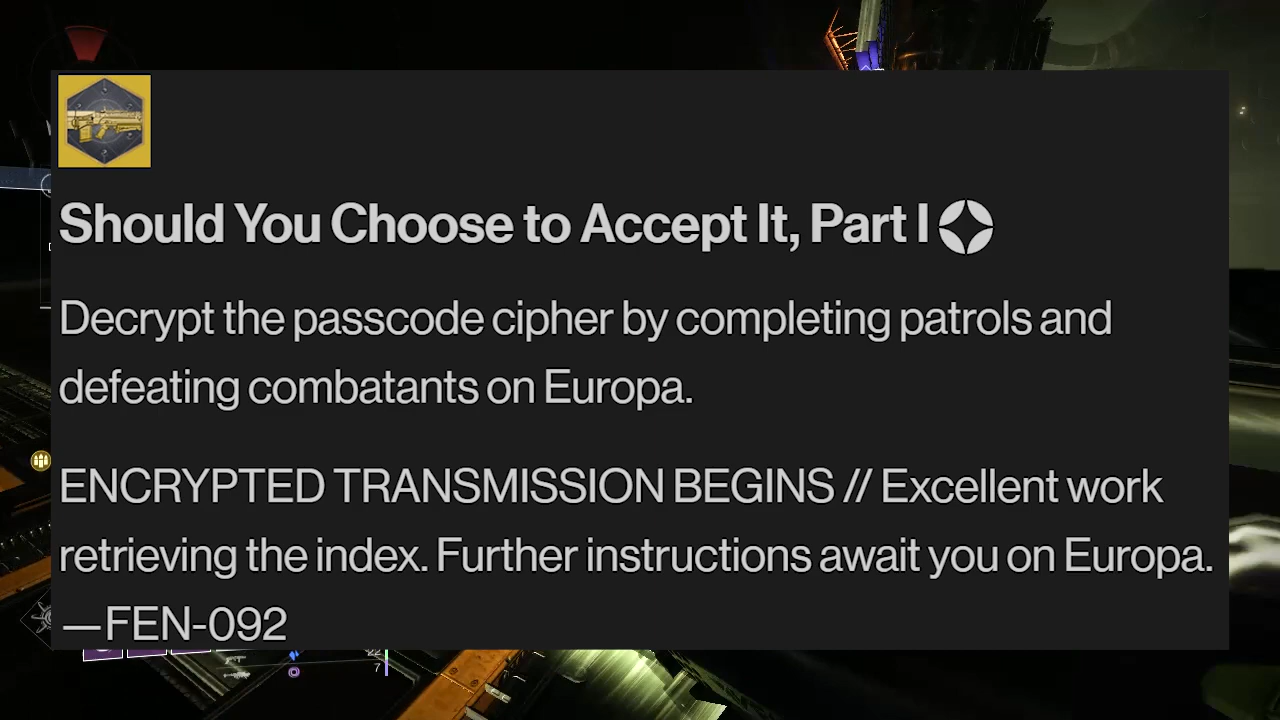 Should You Choose to Accept It, Part I
Decrypt the passcode cipher by completing patrols and
defeating combatants on Europa.
ENCRYPTED TRANSMISSION BEGINS // Excellent work
retrieving the index. Further instructions await you on Europa.
—FEN-092
7